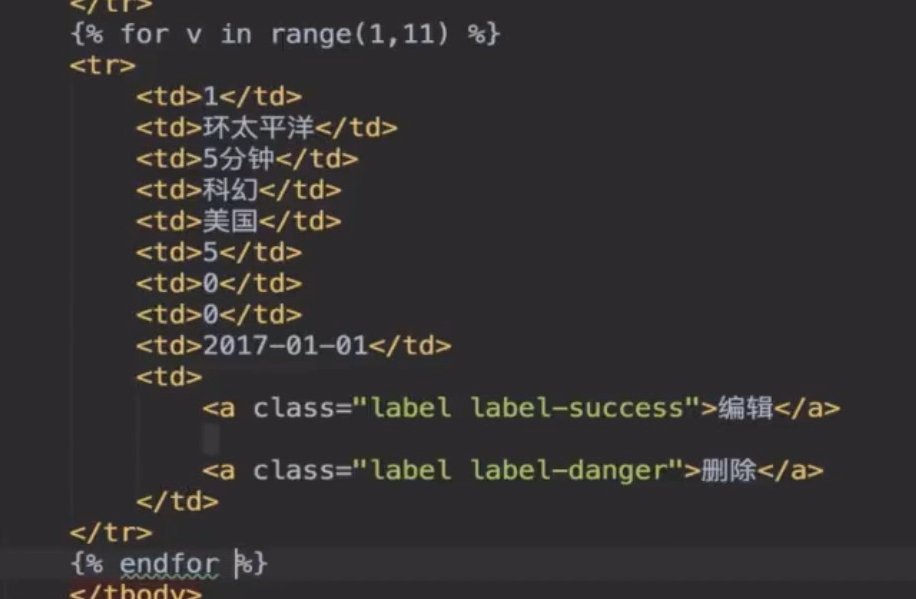 </tr>
{% for v in range(1,11) %}
<tr>
<td>1</td>
<td>环太平洋</td>
<td>5分钟</td>
<td>科幻</td>
<td>美国</td>
<td>5</td>
<td>0</td>
<td>0</td>
<td>2017-01-01</td>
<td>
<a class="label label-success">编辑</a>
<a class="label label-danger">删除</a>
</td>
</tr>
{% endfor %}
</tbody>